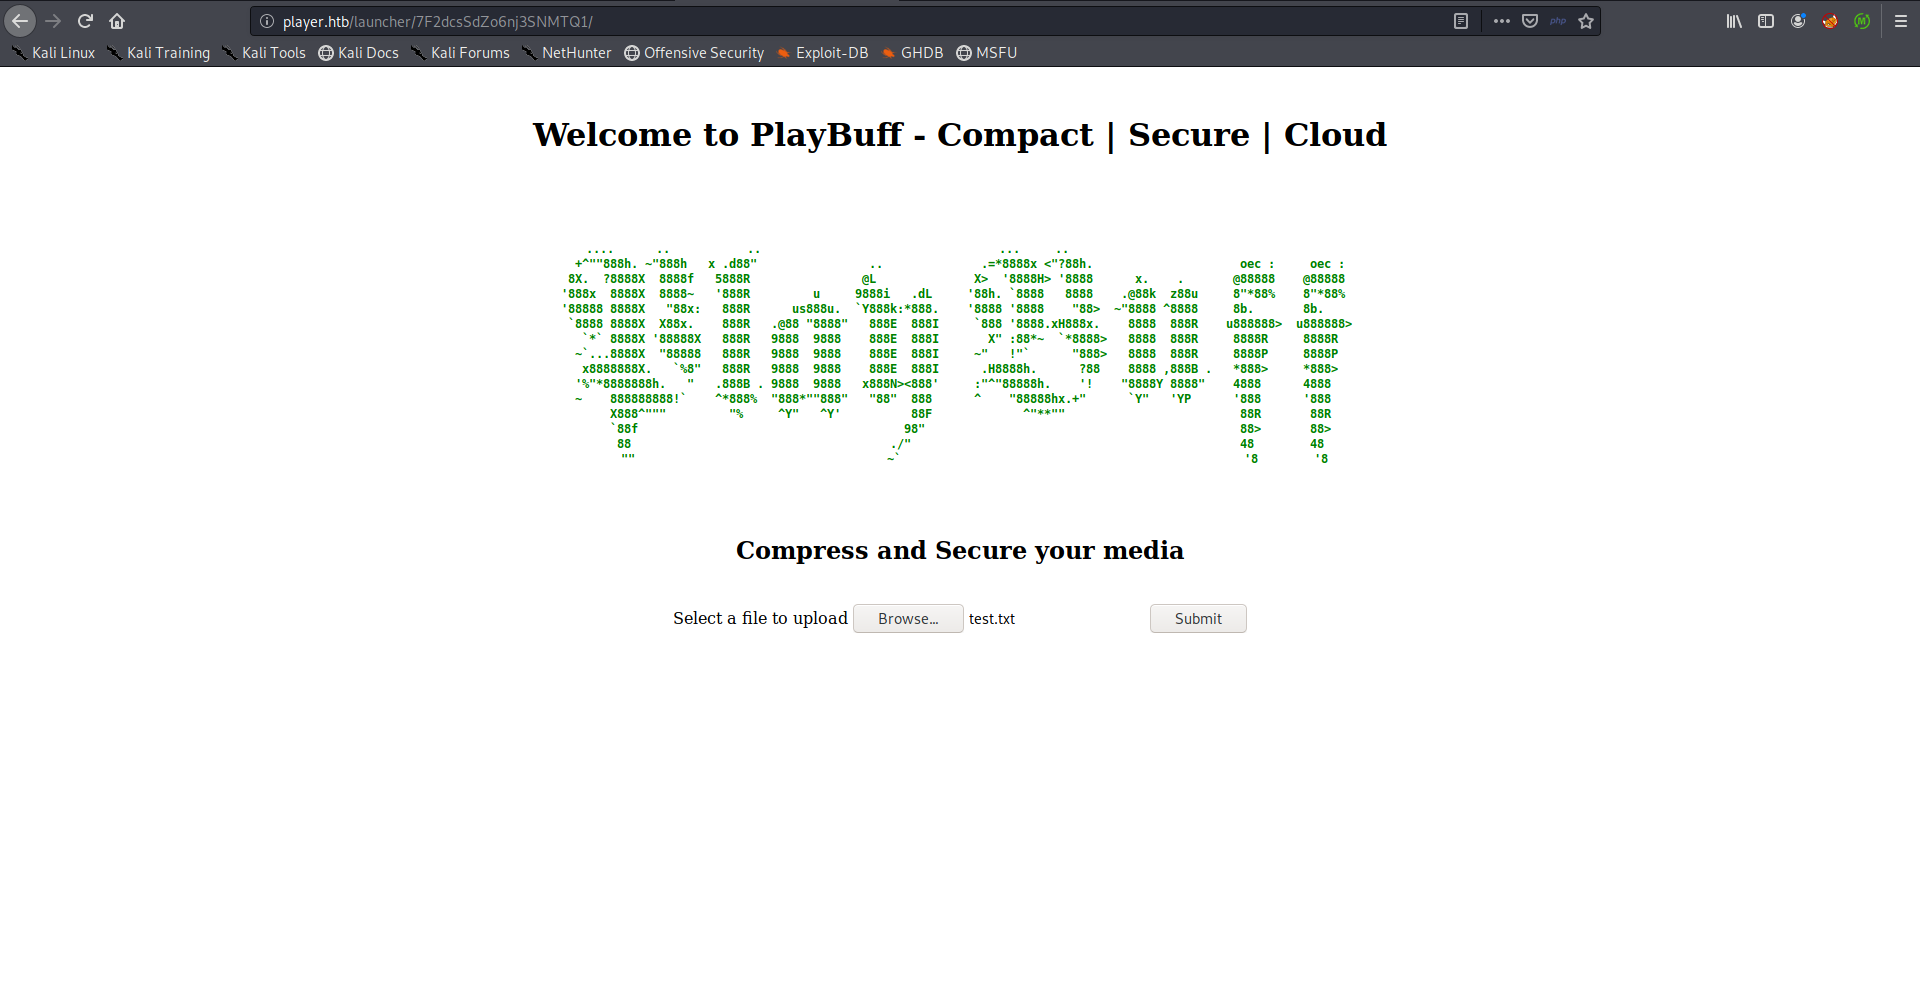 player.htb/launcher/7F2dcsSdZo6nj3SNMTQ1/
php
Kali Linux Kali Training Kali Tools Kali Docs Kali Forums NetHunter Offensive Security Exploit-DB GHDB MSFU
Welcome to PlayBuff - Compact | Secure | Cloud
Compress and Secure your media
Select a file to upload Browse... test.txt Submit